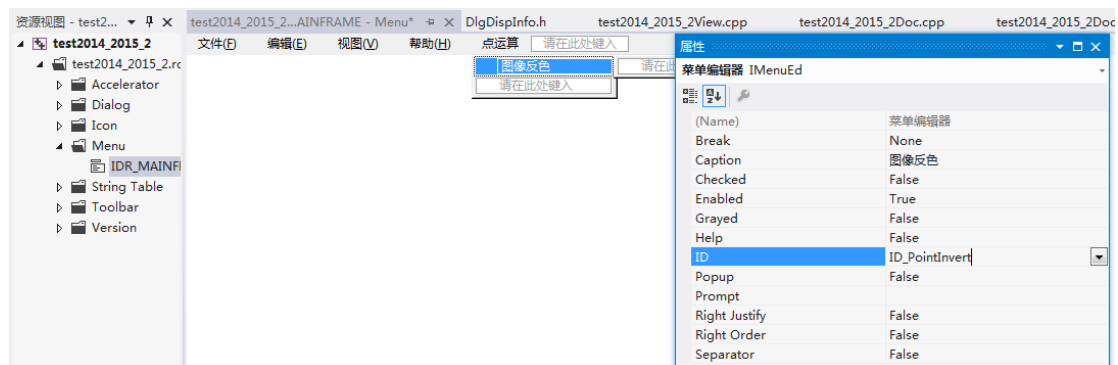 资源视图 - test2...
test2014_2015_2...AINFRAME - Menu*
DlgDispInfo.h
test2014_2015_2View.cpp
test2014_2015_2Doc.cpp
test2014_2015_2Doc
test2014_2015_2
test2014_2015_2.rc
Accelerator
Dialog
Icon
Menu
IDR_MAINF
String Table
Toolbar
Version
文件(F) 编辑(E) 视图(V) 帮助(H) 点运算 请在此处键入
图像反色 请在此
请在此处键入
属性
菜单编辑器 IMenuEd
(Name) 菜单编辑器
Break None
Caption 图像反色
Checked False
Enabled True
Grayed False
Help False
ID ID_PointInvert
Popup False
Prompt
Right Justify False
Right Order False
Separator False